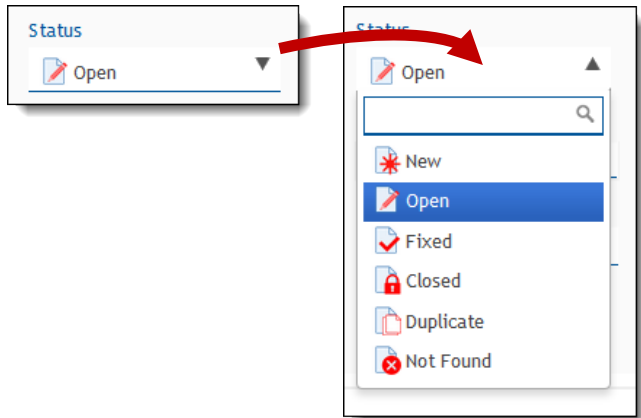 Status
Open
Status
Open
New
Open
Fixed
Closed
Duplicate
Not Found